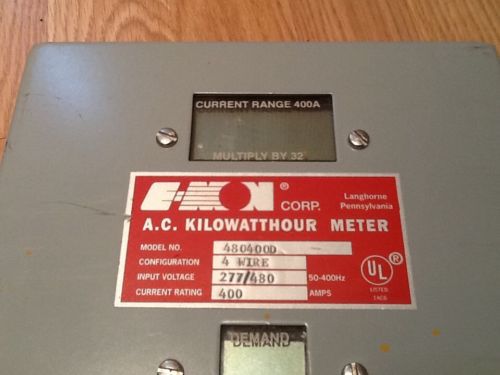 CURRENT RANGE 400A
MULTIPLY BY 32
E-MON® CORP.
Langhorne
Pennsylvania
A.C. KILOWATTHOUR METER
MODEL NO. 480400D
CONFIGURATION 4 WIRE
INPUT VOLTAGE 277/480 50-400Hz
CURRENT RATING 400 AMPS
UL ®
LISTED
DEMAND